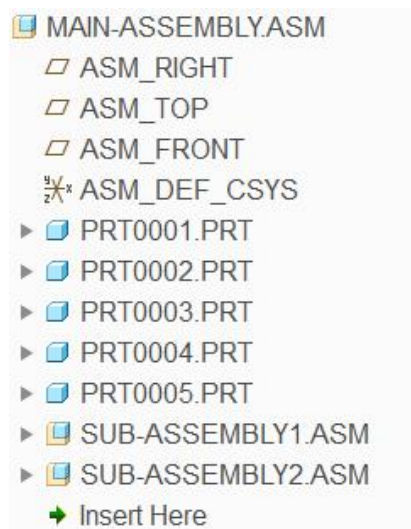 MAIN-ASSEMBLY.ASM
ASM_RIGHT
ASM_TOP
ASM_FRONT
ASM_DEF_CSYS
PRT0001.PRT
PRT0002.PRT
PRT0003.PRT
PRT0004.PRT
PRT0005.PRT
SUB-ASSEMBLY1.ASM
SUB-ASSEMBLY2.ASM
Insert Here